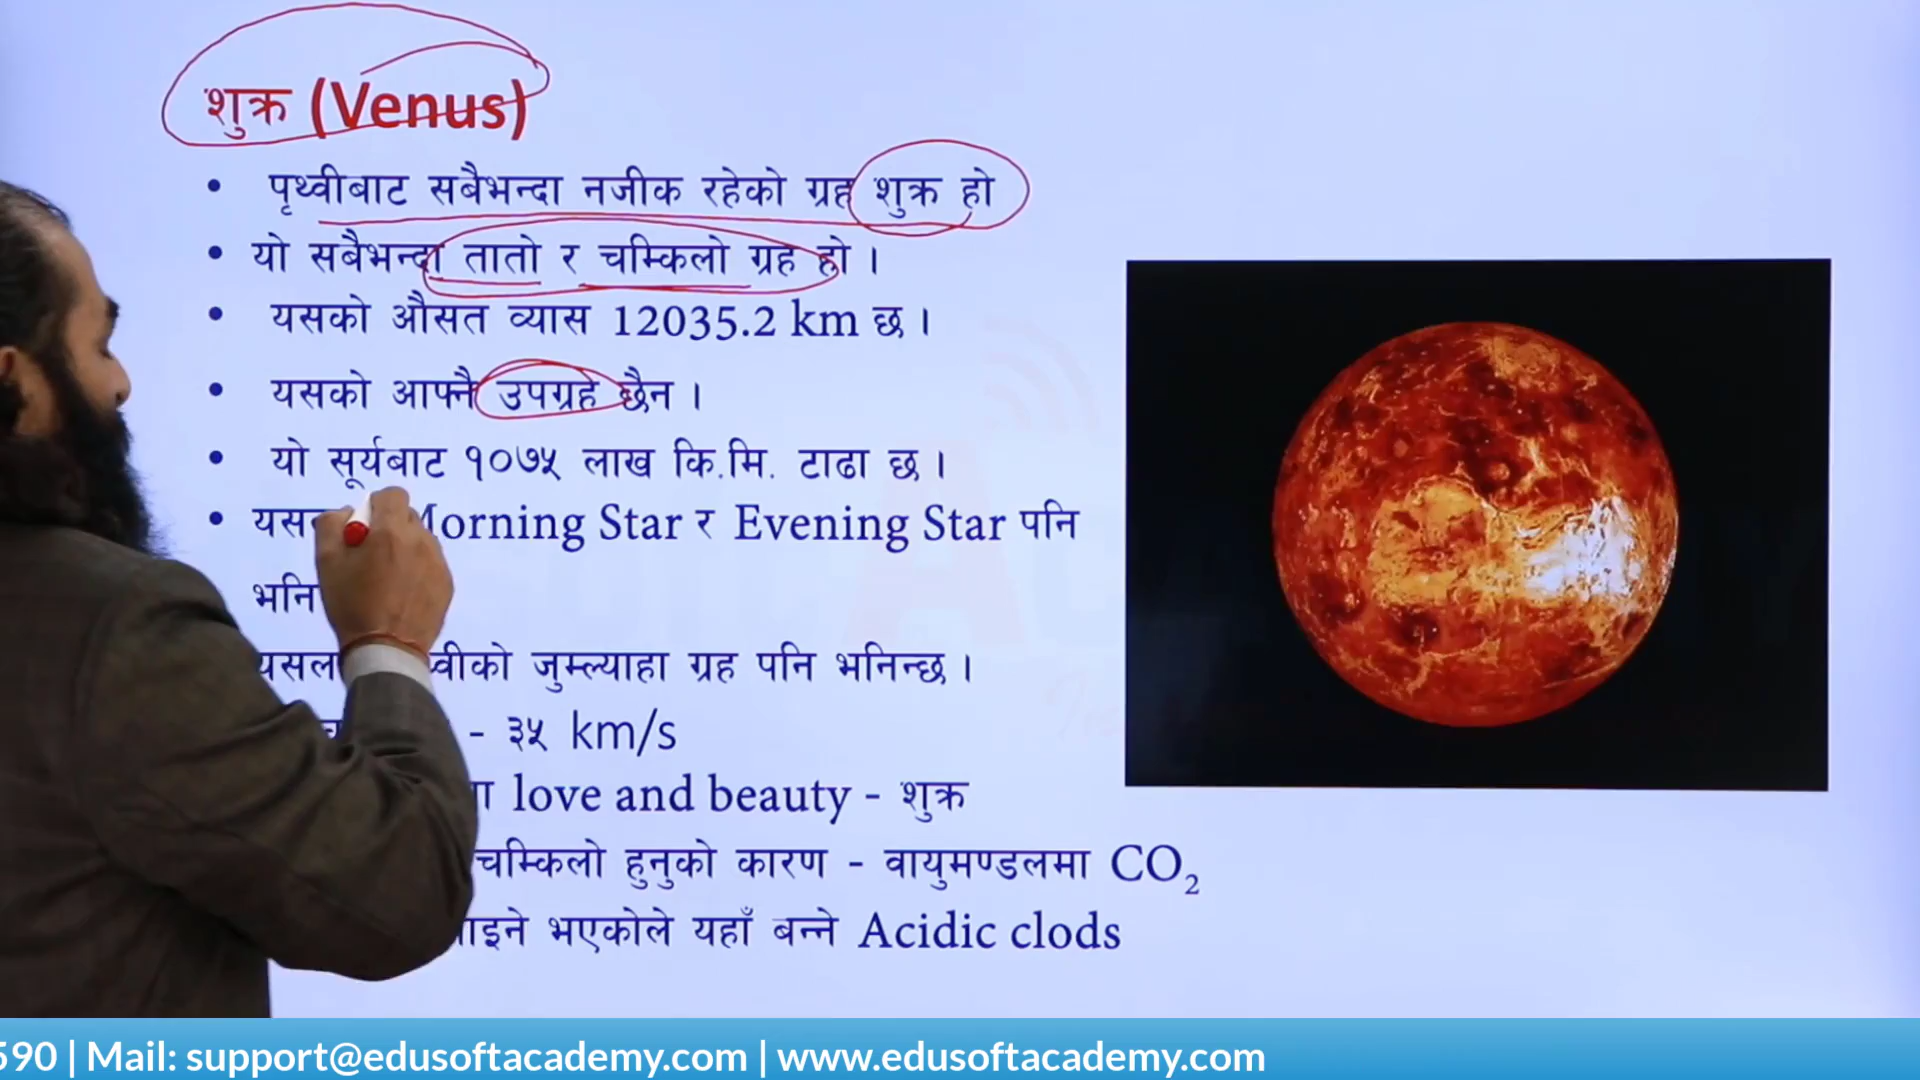 शुक्र (Venus)
• पृथ्वीबाट सबैभन्दा नजीक रहेको ग्रह शुक्र हो
• यो सबैभन्दा तातो र चम्किलो ग्रह हो ।
• यसको औसत व्यास 12035.2 km छ ।
• यसको आफ्नै उपग्रह छैन ।
• यो सूर्यबाट १०७५ लाख कि.मि. टाढा छ ।
• Morning Star र Evening Star पनि
जुम्ल्याहा ग्रह पनि भनिन्छ ।
- ३५ km/s
love and beauty - शुक्र
चम्किलो हुनुको कारण - वायुमण्डलमा CO₂
भएकोले यहाँ बन्ने Acidic clods
590 | Mail: support@edusoftacademy.com | www.edusoftacademy.com